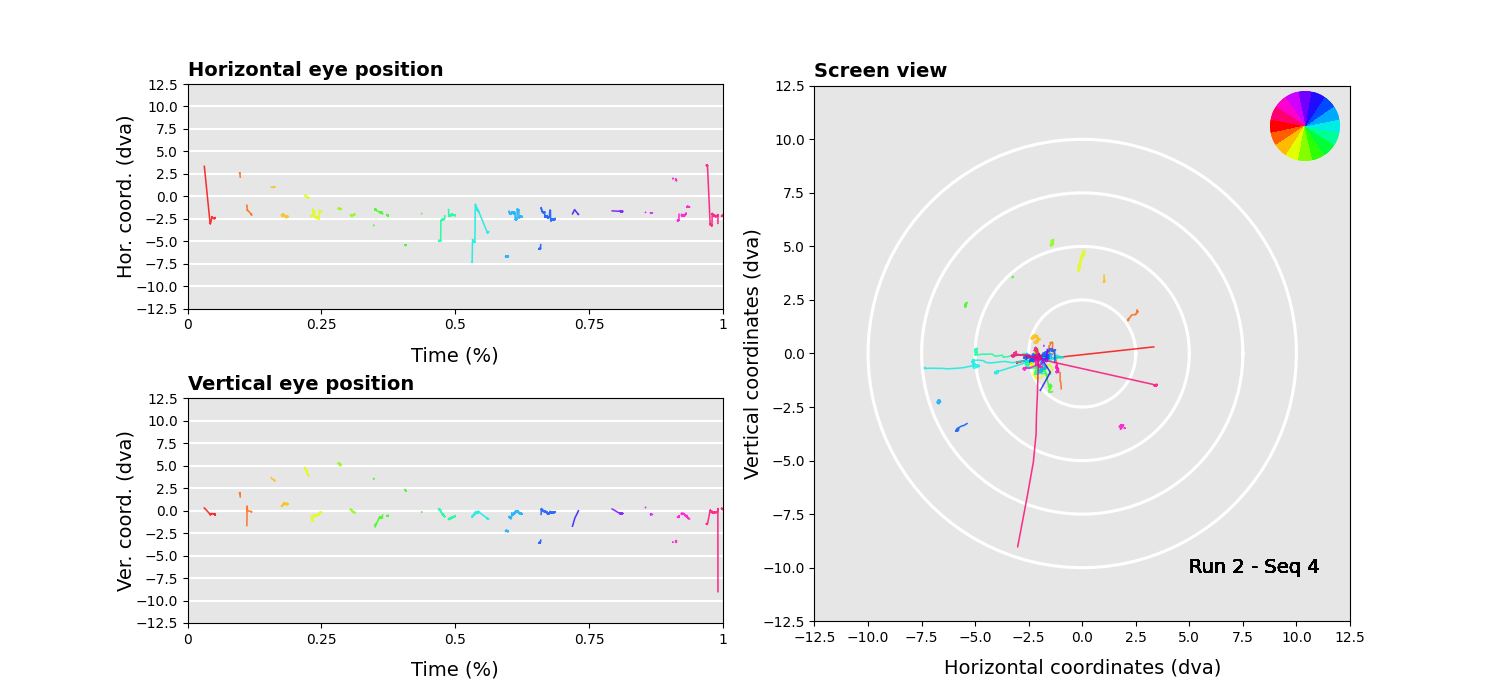 Horizontal eye position
Hor. coord. (dva)
12.5
10.0
7.5
5.0
2.5
0.0
−2.5
−5.0
−7.5
−10.0
−12.5
0 0.25 0.5 0.75 1
Time (%)
Vertical eye position
Ver. coord. (dva)
12.5
10.0
7.5
5.0
2.5
0.0
−2.5
−5.0
−7.5
−10.0
−12.5
0 0.25 0.5 0.75 1
Time (%)
Screen view
Vertical coordinates (dva)
12.5
10.0
7.5
5.0
2.5
0.0
−2.5
−5.0
−7.5
−10.0
−12.5
Run 2 - Seq 4
−12.5 −10.0 −7.5 −5.0 −2.5 0.0 2.5 5.0 7.5 10.0 12.5
Horizontal coordinates (dva)